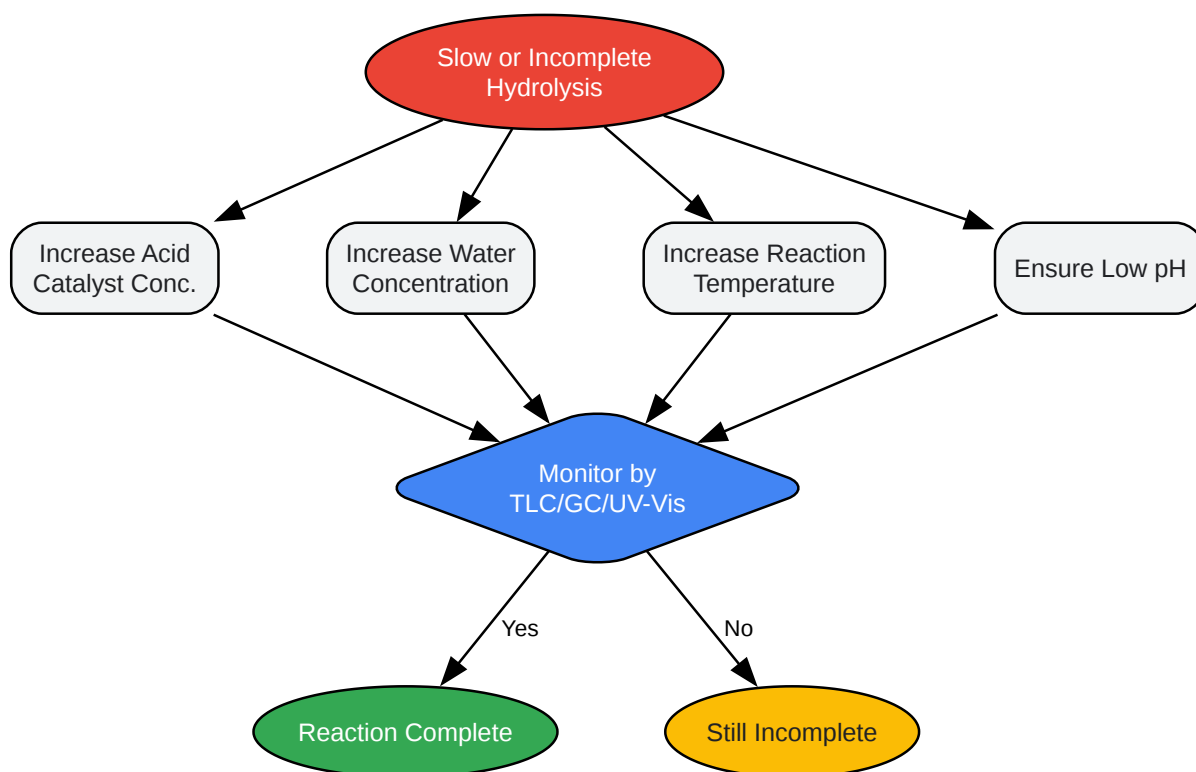 Slow or Incomplete
Hydrolysis
Increase Acid
Catalyst Conc.
Increase Water
Concentration
Increase Reaction
Temperature
Ensure Low pH
Monitor by
TLC/GC/UV-Vis
Yes
No
Reaction Complete
Still Incomplete